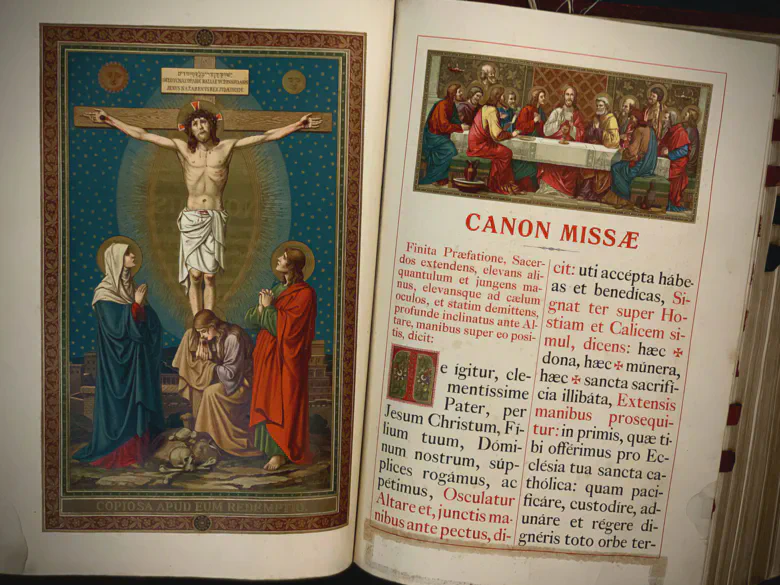 COPIOSA APUD EUM REDEMPTIO
CANON MISSÆ
Finita Præfatione, Sacer-
dos extendens, elevans ali-
quantulum et jungens ma-
nus, elevansque ad cælum
oculos, et statim demittens,
profunde inclinatus ante Al-
tare, manibus super eo posi-
tis, dicit:
Te igitur, cle-
mentíssime
Pater, per
Jesum Christum, Fí-
lium tuum, Dómi-
num nostrum, súp-
plices rogámus, ac
pétimus, Osculatur
Altare et, junctis ma-
nibus ante pectus, di-
cit: uti accépta hábe-
as et benedícas, Si-
gnat ter super Ho-
stiam et Calicem si-
mul, dicens: hæc ✠
dona, hæc ✠ múnera,
hæc ✠ sancta sacrifí-
cia illibáta, Extensis
manibus prosequi-
tur: in primis, quæ ti-
bi offérimus pro Ec-
clésia tua sancta ca-
thólica: quam paci-
ficáre, custodíre, ad-
unáre et régere di-
gnéris toto orbe ter-